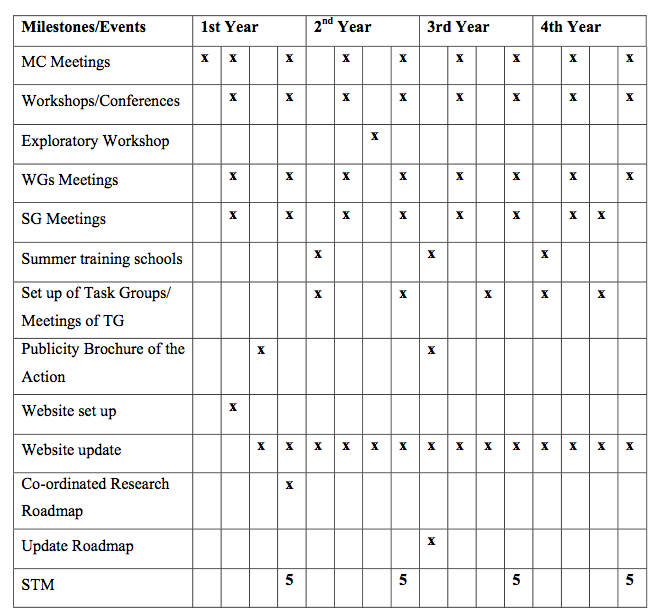 Milestones/Events 1st Year 2nd Year 3rd Year 4th Year
MC Meetings x x x x x x x x x
Workshops/Conferences x x x x x x x x
Exploratory Workshop x
WGs Meetings x x x x x x x x
SG Meetings x x x x x x x x
Summer training schools x x x
Set up of Task Groups/ x x x x x
Meetings of TG
Publicity Brochure of the x x
Action
Website set up x
Website update x x x x x x x x x x x x x x
Co-ordinated Research x
Roadmap
Update Roadmap x
STM 5 5 5 5